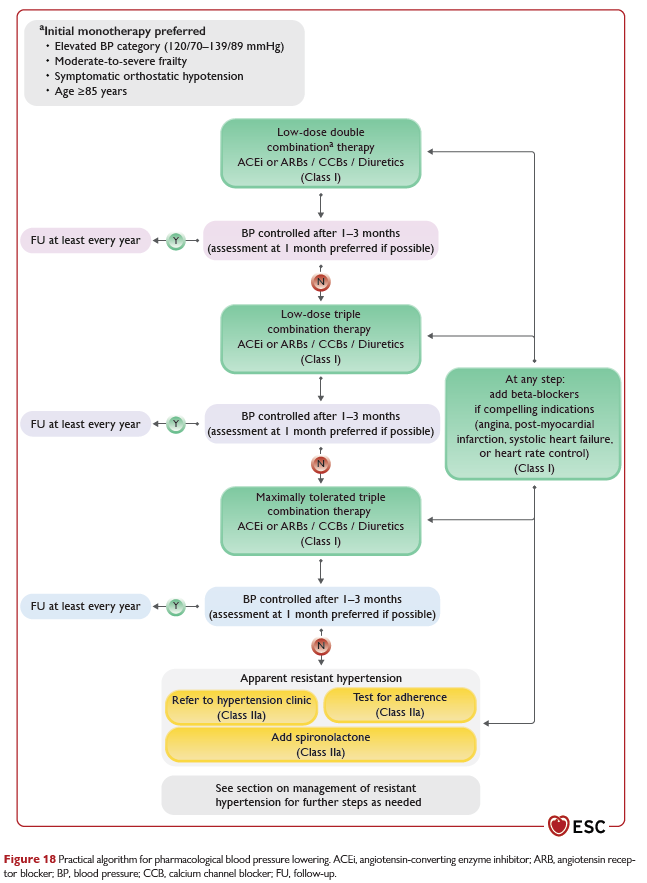 ᵃInitial monotherapy preferred
• Elevated BP category (120/70–139/89 mmHg)
• Moderate-to-severe frailty
• Symptomatic orthostatic hypotension
• Age ≥85 years
Low-dose double
combinationᵃ therapy
ACEi or ARBs / CCBs / Diuretics
(Class I)
FU at least every year
Y
BP controlled after 1–3 months
(assessment at 1 month preferred if possible)
N
Low-dose triple
combination therapy
ACEi or ARBs / CCBs / Diuretics
(Class I)
At any step:
add beta-blockers
if compelling indications
(angina, post-myocardial
infarction, systolic heart failure,
or heart rate control)
(Class I)
FU at least every year
Y
BP controlled after 1–3 months
(assessment at 1 month preferred if possible)
N
Maximally tolerated triple
combination therapy
ACEi or ARBs / CCBs / Diuretics
(Class I)
FU at least every year
Y
BP controlled after 1–3 months
(assessment at 1 month preferred if possible)
N
Apparent resistant hypertension
Refer to hypertension clinic
(Class IIa)
Test for adherence
(Class IIa)
Add spironolactone
(Class IIa)
See section on management of resistant
hypertension for further steps as needed
ESC
Figure 18 Practical algorithm for pharmacological blood pressure lowering. ACEi, angiotensin-converting enzyme inhibitor; ARB, angiotensin recep-
tor blocker; BP, blood pressure; CCB, calcium channel blocker; FU, follow-up.